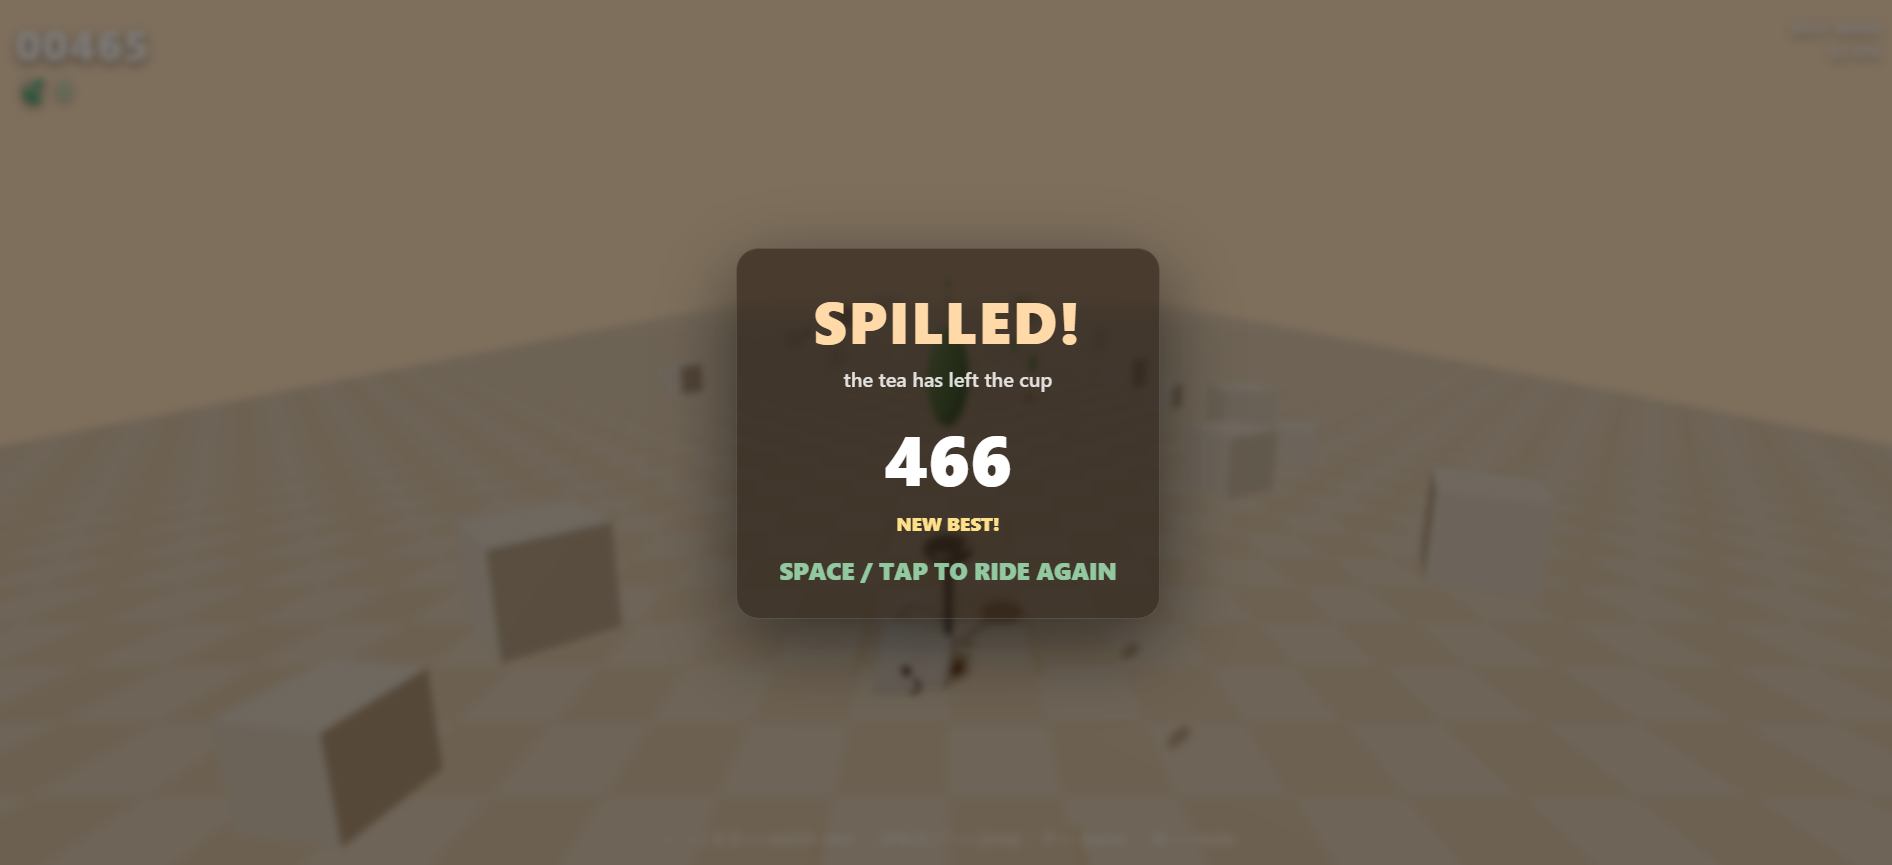 00465
SPILLED!
the tea has left the cup
466
NEW BEST!
SPACE / TAP TO RIDE AGAIN